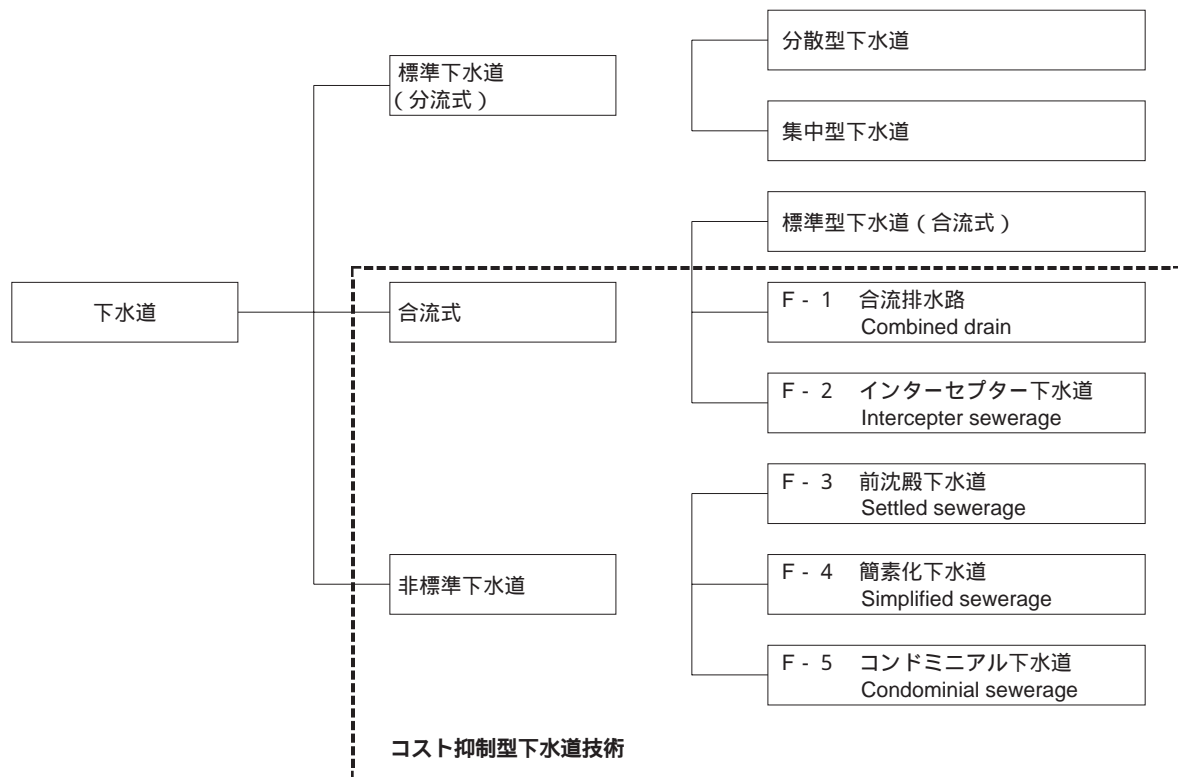 下水道
標準下水道
(分流式)
合流式
非標準下水道
分散型下水道
集中型下水道
標準型下水道(合流式)
F - 1 合流排水路
Combined drain
F - 2 インターセプター下水道
Intercepter sewerage
F - 3 前沈殿下水道
Settled sewerage
F - 4 簡素化下水道
Simplified sewerage
F - 5 コンドミニアル下水道
Condominial sewerage
コスト抑制型下水道技術